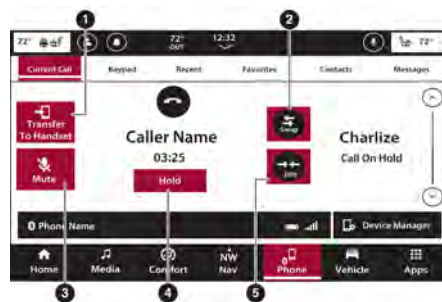 1
2
72°
72°
OUT
12:32
72°
Current Call
Keypad
Recent
Favorites
Contacts
Messages
Transfer
To Handset
Caller Name
03:25
Hold
Mute
Swap
Join
Charlize
Call On Hold
Phone Name
Device Manager
Home
Media
Comfort
NW
Nav
Phone
Vehicle
Apps
3
4
5